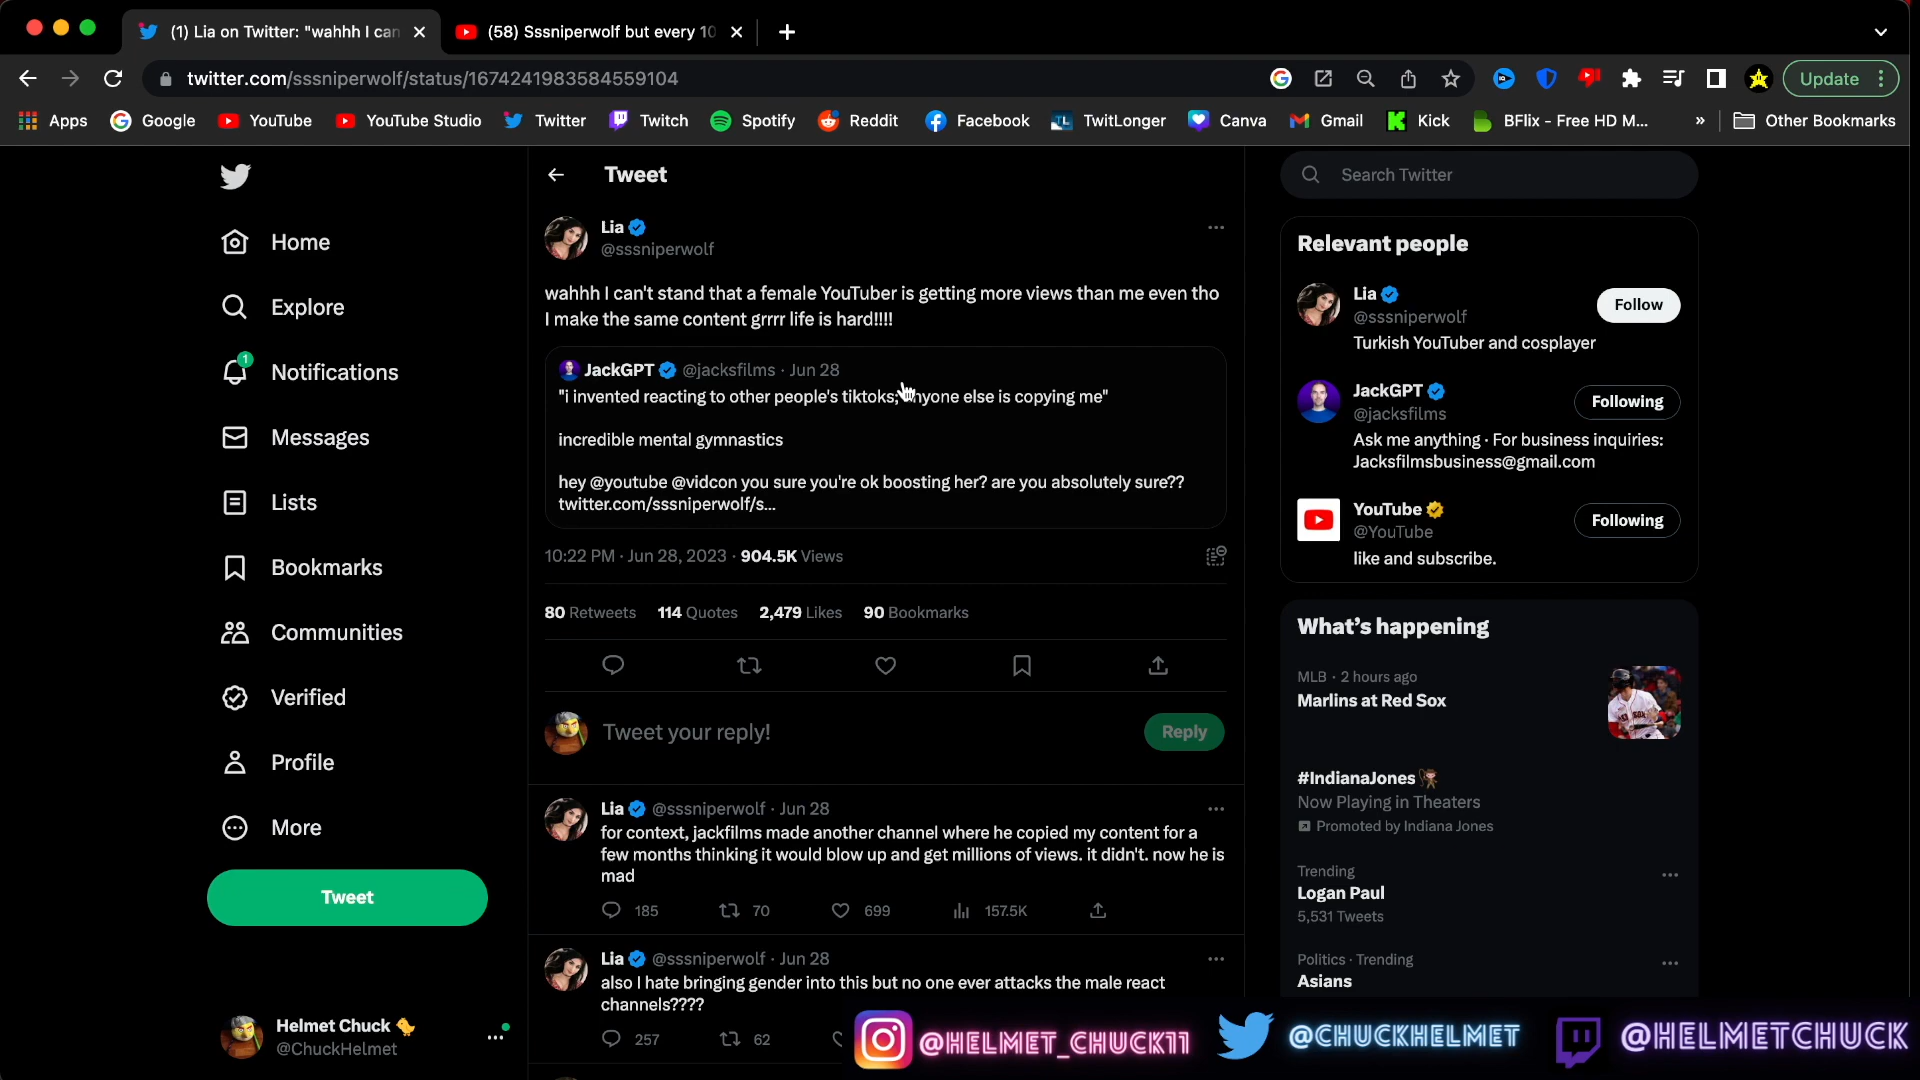 (1) Lia on Twitter: "wahhh I can
(58) Sssniperwolf but every 10
twitter.com/sssniperwolf/status/1674241983584559104
Update
Apps
Google
YouTube
YouTube Studio
Twitter
Twitch
Spotify
Reddit
Facebook
TwitLonger
Canva
Gmail
Kick
BFlix - Free HD M...
»
Other Bookmarks
Home
Explore
1
Notifications
Messages
Lists
Bookmarks
Communities
Verified
Profile
More
Tweet
Helmet Chuck
@ChuckHelmet
Tweet
Lia
@sssniperwolf
wahhh I can't stand that a female YouTuber is getting more views than me even tho
I make the same content grrrr life is hard!!!!
JackGPT @jacksfilms · Jun 28
"i invented reacting to other people's tiktoks; anyone else is copying me"
incredible mental gymnastics
hey @youtube @vidcon you sure you're ok boosting her? are you absolutely sure??
twitter.com/sssniperwolf/s...
10:22 PM · Jun 28, 2023 · 904.5K Views
80 Retweets 114 Quotes 2,479 Likes 90 Bookmarks
Tweet your reply!
Reply
Lia @sssniperwolf · Jun 28
for context, jackfilms made another channel where he copied my content for a
few months thinking it would blow up and get millions of views. it didn't. now he is
mad
185 70 699 157.5K
Lia @sssniperwolf · Jun 28
also I hate bringing gender into this but no one ever attacks the male react
channels????
257 62
Search Twitter
Relevant people
Lia
@sssniperwolf
Follow
Turkish YouTuber and cosplayer
JackGPT
@jacksfilms
Following
Ask me anything · For business inquiries:
Jacksfilmsbusiness@gmail.com
YouTube
@YouTube
Following
like and subscribe.
What's happening
MLB · 2 hours ago
Marlins at Red Sox
#IndianaJones
Now Playing in Theaters
Promoted by Indiana Jones
Trending
Logan Paul
5,531 Tweets
Politics · Trending
Asians
@HELMET_CHUCK11
@CHUCKHELMET
@HELMETCHUCK